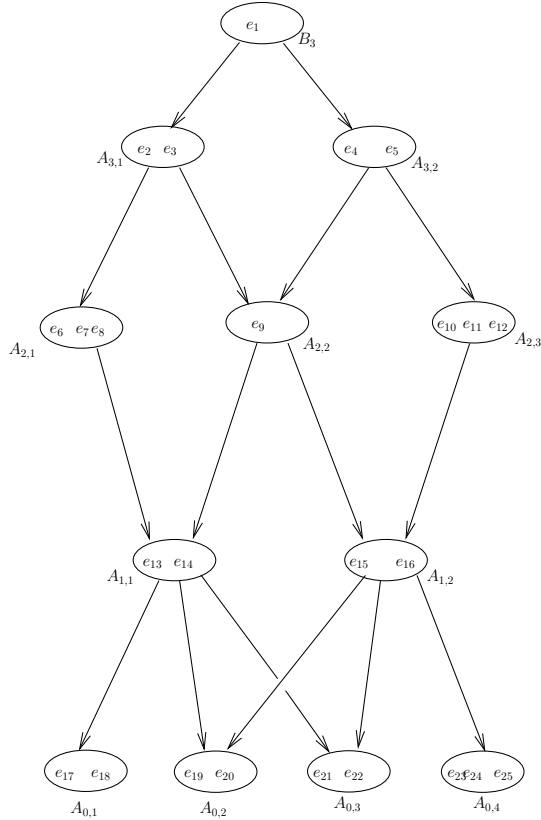 e₁
B₃
e₂ e₃
A₃,₁
e₄ e₅
A₃,₂
e₆ e₇ e₈
A₂,₁
e₉
A₂,₂
e₁₀ e₁₁ e₁₂
A₂,₃
e₁₃ e₁₄
A₁,₁
e₁₅ e₁₆
A₁,₂
e₁₇ e₁₈
A₀,₁
e₁₉ e₂₀
A₀,₂
e₂₁ e₂₂
A₀,₃
e₂₃ e₂₄ e₂₅
A₀,₄